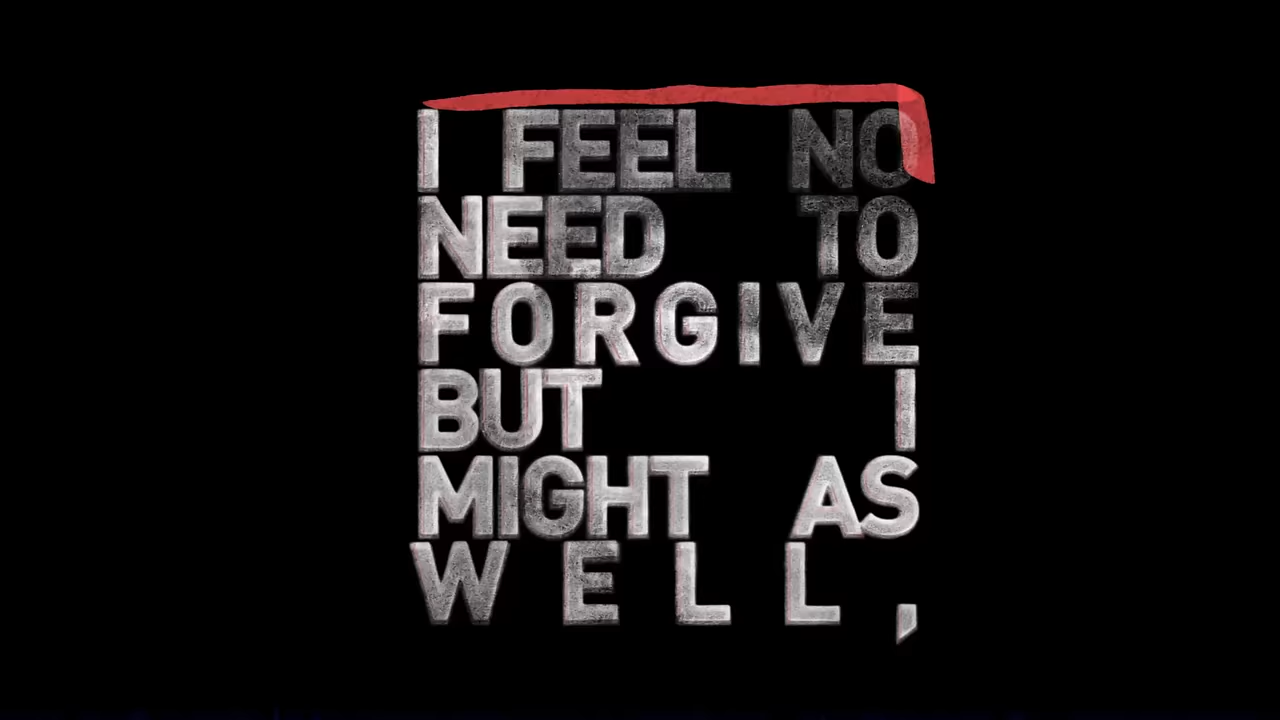 I FEEL NO
NEED TO
FORGIVE
BUT I
MIGHT AS
WELL,